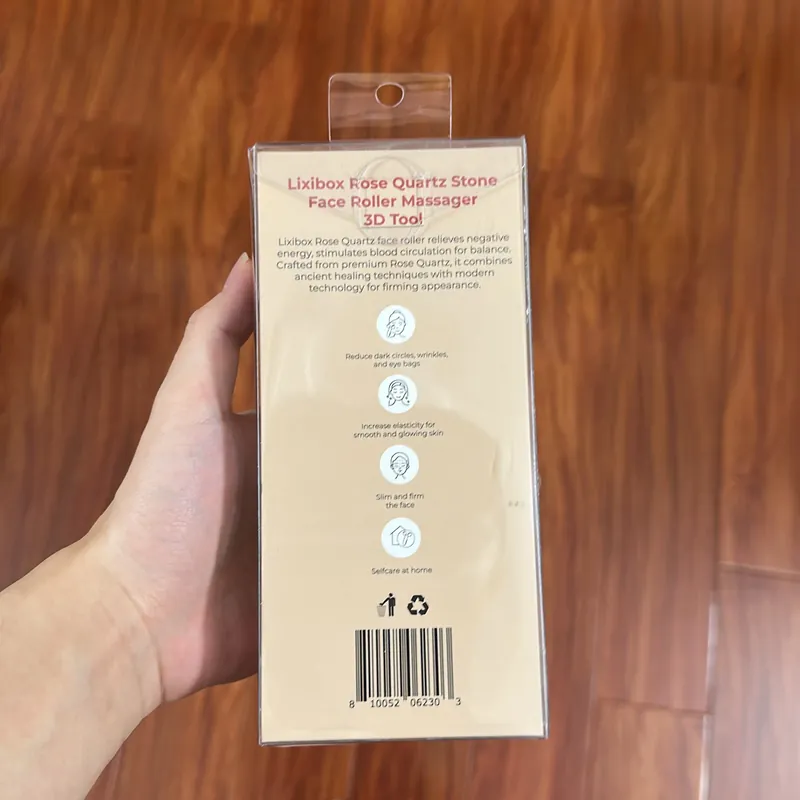 Lixibox Rose Quartz Stone
Face Roller Massager
3D Tool
Lixibox Rose Quartz face roller relieves negative
energy, stimulates blood circulation for balance.
Crafted from premium Rose Quartz, it combines
ancient healing techniques with modern
technology for firming appearance.
Reduce dark circles, wrinkles,
and eye bags
Increase elasticity for
smooth and glowing skin
Slim and firm
the face
Selfcare at home
8 10052 06230 3